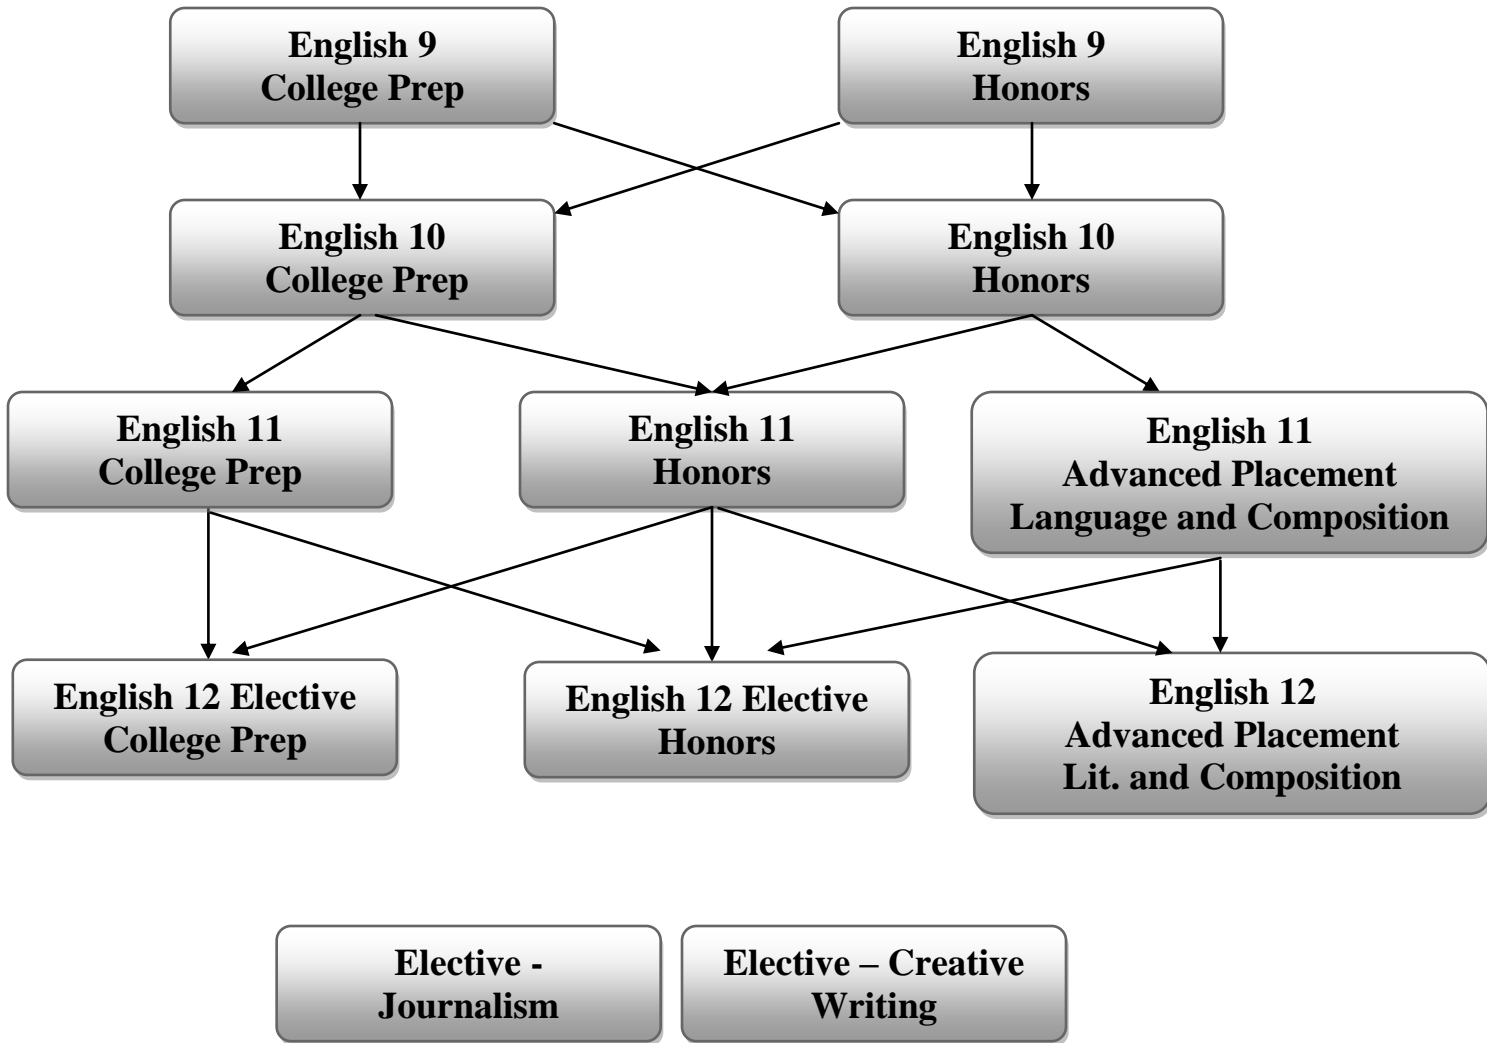 English 9
College Prep
English 9
Honors
English 10
College Prep
English 10
Honors
English 11
College Prep
English 11
Honors
English 11
Advanced Placement
Language and Composition
English 12 Elective
College Prep
English 12 Elective
Honors
English 12
Advanced Placement
Lit. and Composition
Elective -
Journalism
Elective – Creative
Writing